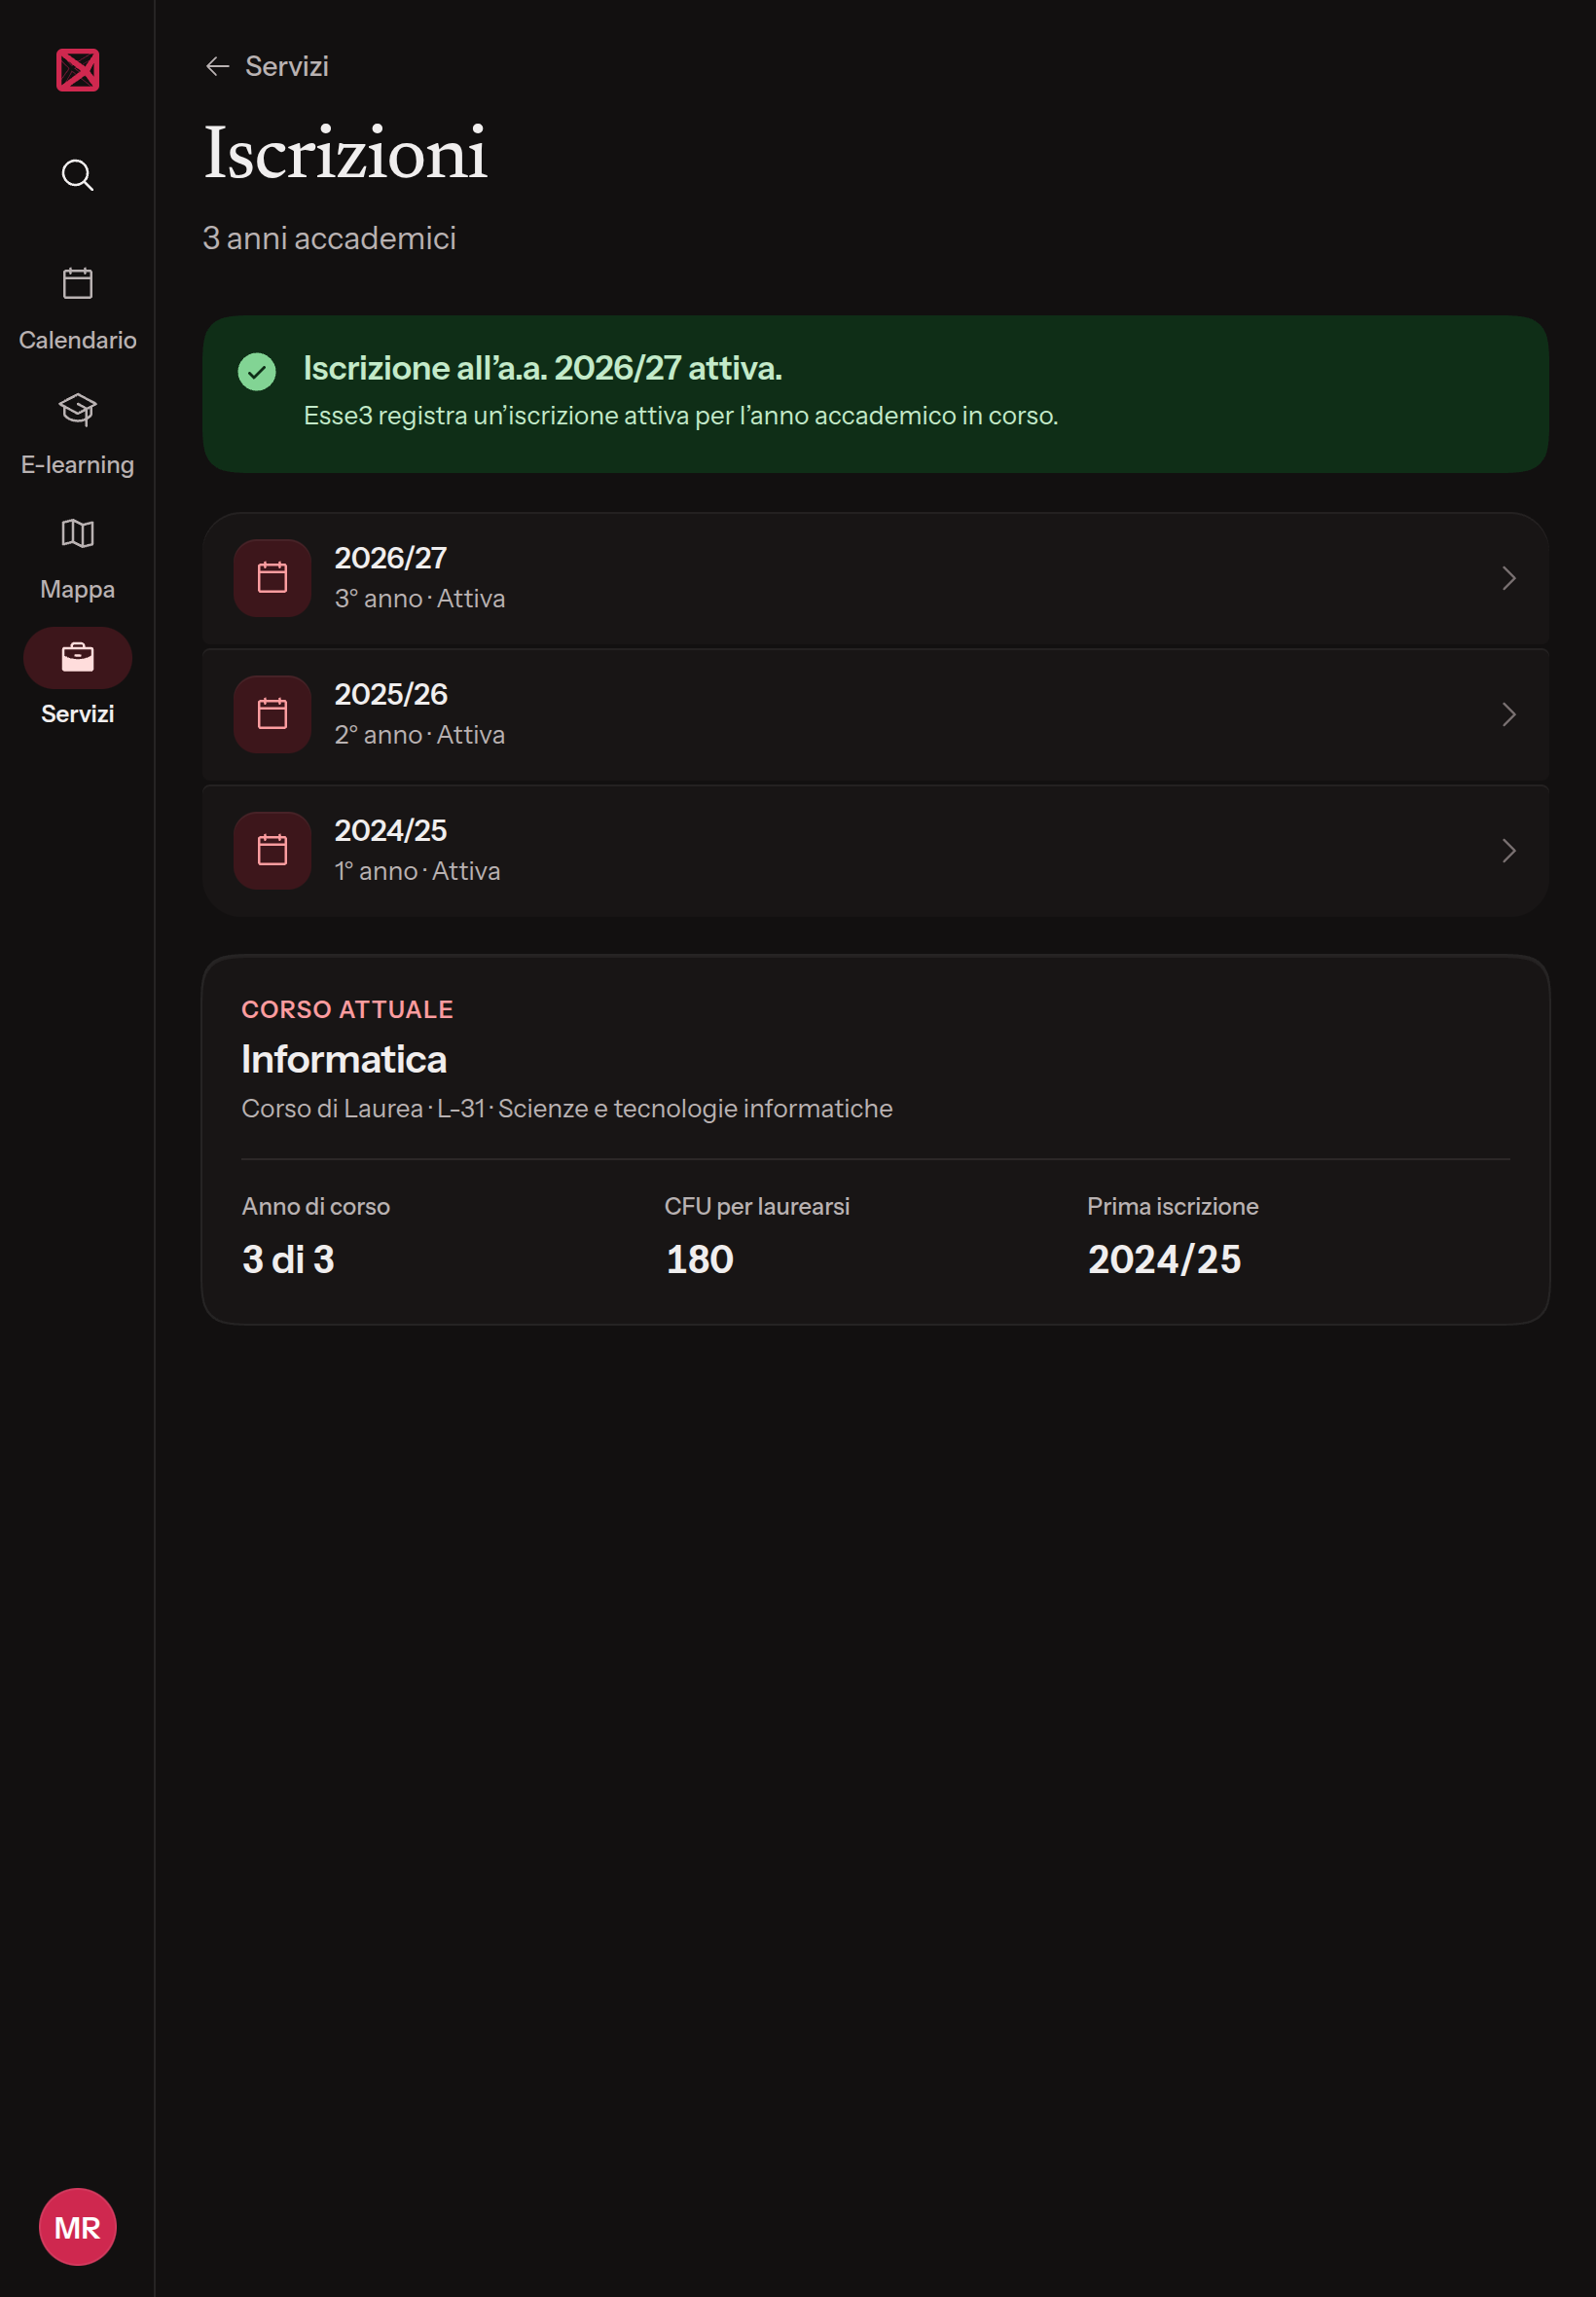 Servizi
Iscrizioni
3 anni accademici
Calendario
E-learning
Mappa
Servizi
Iscrizione all’a.a. 2026/27 attiva.
Esse3 registra un’iscrizione attiva per l’anno accademico in corso.
2026/27
3° anno · Attiva
2025/26
2° anno · Attiva
2024/25
1° anno · Attiva
CORSO ATTUALE
Informatica
Corso di Laurea · L-31 · Scienze e tecnologie informatiche
Anno di corso
3 di 3
CFU per laurearsi
180
Prima iscrizione
2024/25
MR